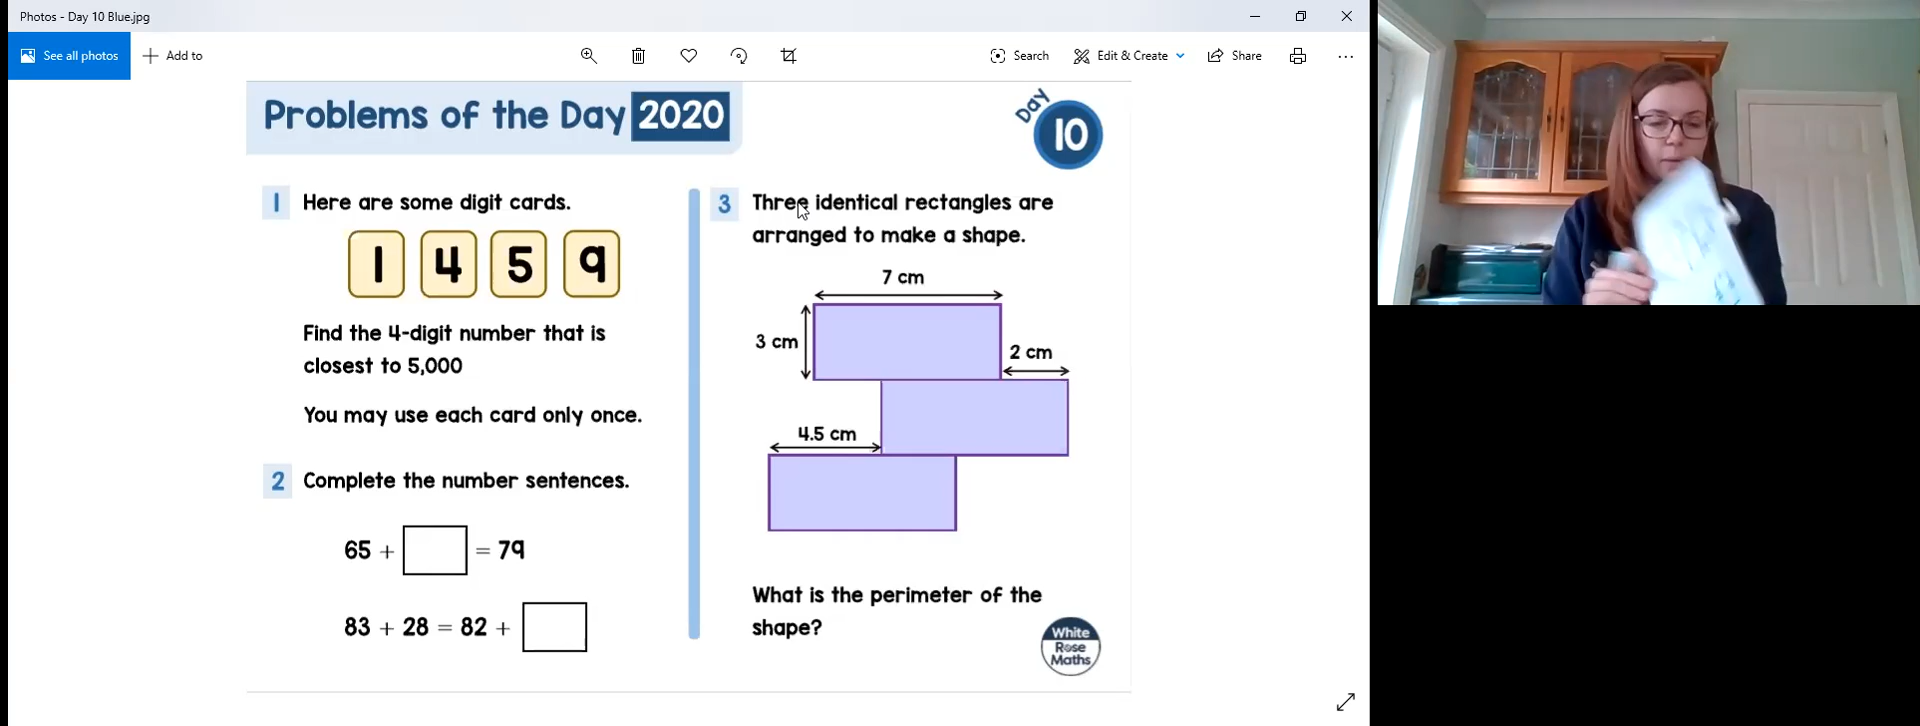 Photos - Day 10 Blue.jpg
See all photos
Add to
Search
Edit & Create
Share
Problems of the Day 2020
Day
10
1 Here are some digit cards.
1 4 5 9
Find the 4-digit number that is
closest to 5,000
You may use each card only once.
2 Complete the number sentences.
65 + = 79
83 + 28 = 82 +
3 Three identical rectangles are
arranged to make a shape.
7 cm
3 cm
2 cm
4.5 cm
What is the perimeter of the
shape?
White
Rose
Maths